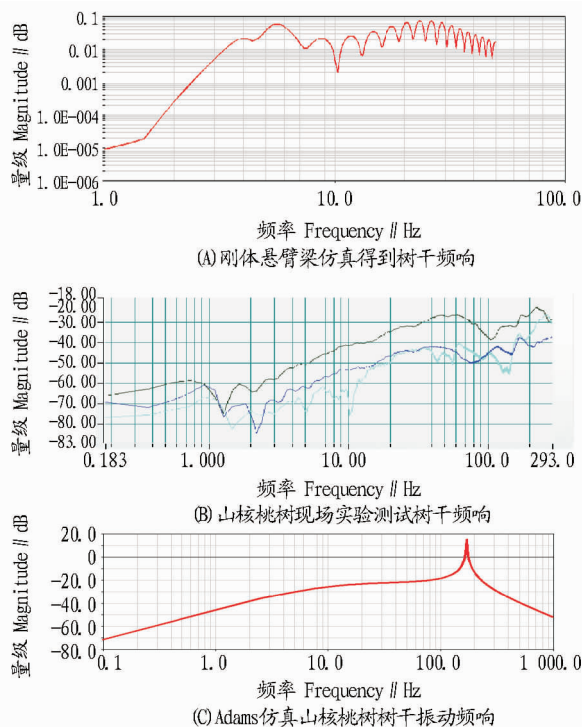 量级 Magnitude // dB
0.4
0.1
0.01
0.001
1.0E-004
1.0E-005
1.0E-006
1.0 10.0 100.0
频率 Frequency // Hz
(A)刚体悬臂梁仿真得到树干频响
量级 Magnitude // dB
-18.00
-20.00
-30.00
-40.00
-50.00
-60.00
-70.00
-80.00
-83.00
0.183 1.000 10.00 100.0 293.0
频率 Frequency // Hz
(B)山核桃树现场实验测试树干频响
量级 Magnitude // dB
20.0
0.0
-20.0
-40.0
-60.0
-80.0
0.1 1.0 10.0 100.0 1 000.0
频率 Frequency // Hz
(C)Adams仿真山核桃树树干振动频响